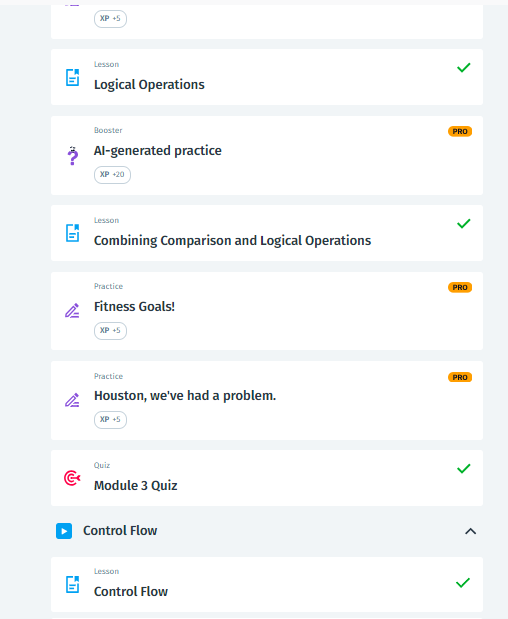 XP +5
Lesson
Logical Operations
Booster
PRO
AI-generated practice
XP +20
Lesson
Combining Comparison and Logical Operations
Practice
PRO
Fitness Goals!
XP +5
Practice
PRO
Houston, we've had a problem.
XP +5
Quiz
Module 3 Quiz
Control Flow
Lesson
Control Flow